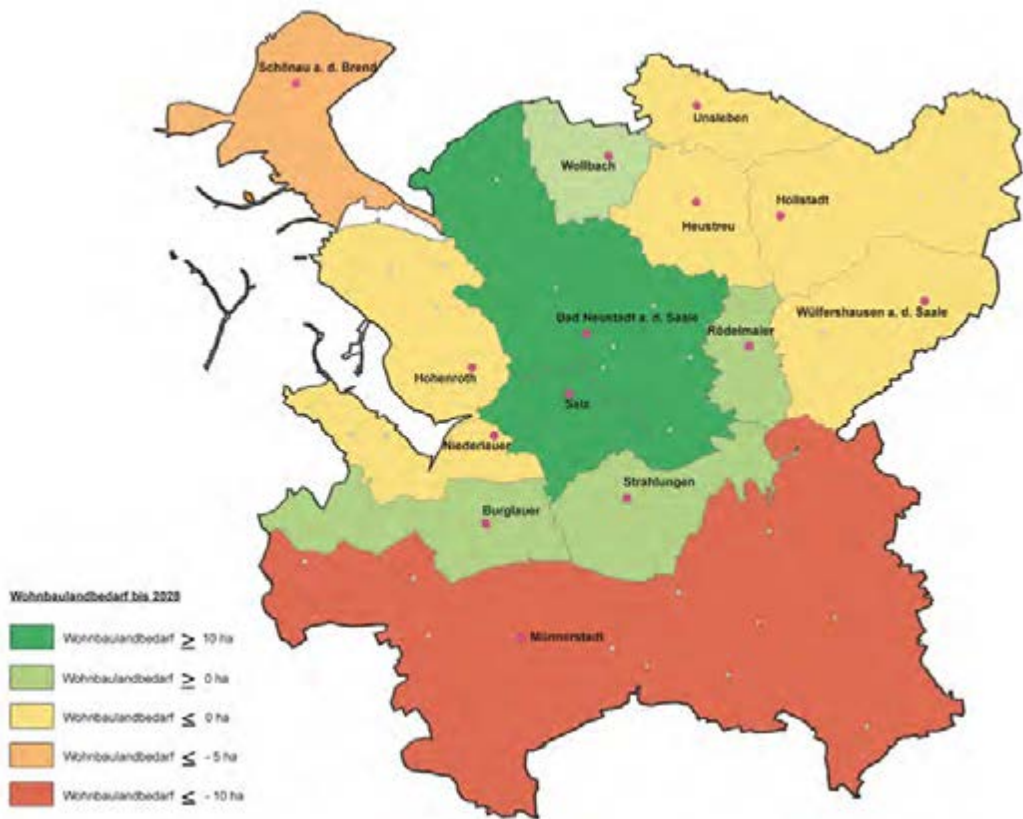 Schönau a. d. Brend
Unsleben
Wollbach
Hollstadt
Heustreu
Wülfershausen a. d. Saale
Bad Neustadt a. d. Saale
Rödelmaier
Hohenroth
Salz
Niederlauer
Strahlungen
Burglauer
Münnerstadt
Wohnbaulandbedarf bis 2028
Wohnbaulandbedarf ≥ 10 ha
Wohnbaulandbedarf ≥ 0 ha
Wohnbaulandbedarf ≤ 0 ha
Wohnbaulandbedarf ≤ - 5 ha
Wohnbaulandbedarf ≤ - 10 ha